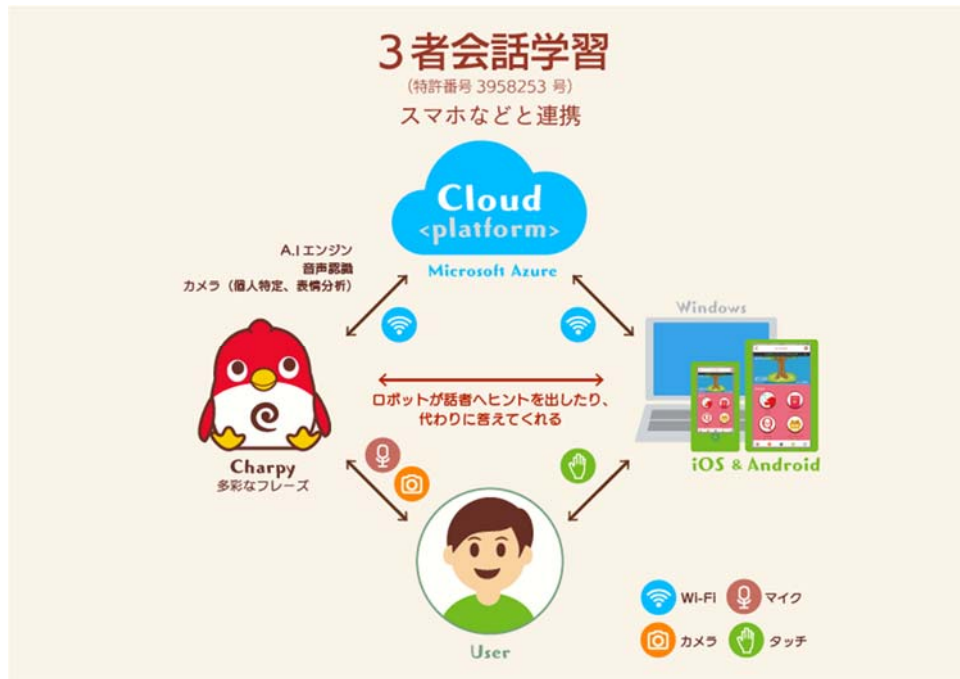 3者会話学習
(特許番号 3958253 号)
スマホなどと連携
Cloud
<platform>
Microsoft Azure
A.I エンジン
音声認識
カメラ（個人特定、表情分析）
Windows
ロボットが話者へヒントを出したり、
代わりに答えてくれる
Charpy
多彩なフレーズ
iOS & Android
User
Wi-Fi
マイク
カメラ
タッチ